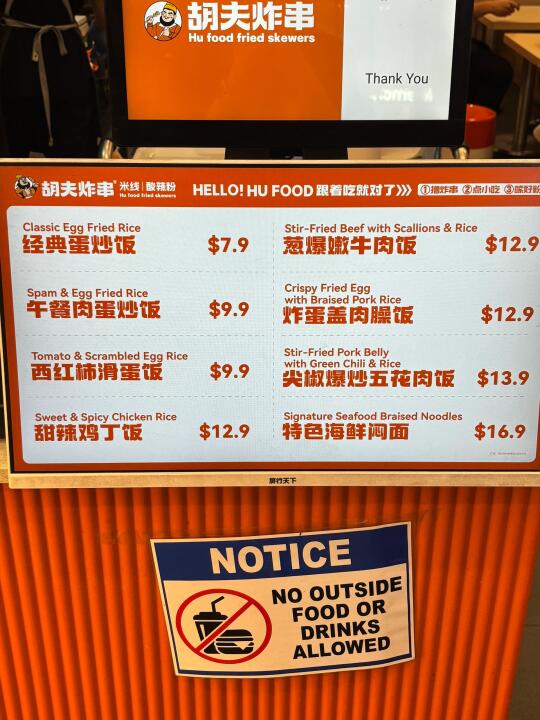 胡夫炸串
Hu food fried skewers
Thank You
胡夫炸串 米线|酸辣粉
Hu food fried skewers
HELLO! HU FOOD 跟着吃就对了>>> ①撸炸串 ②点小吃 ③嗦好粉
Classic Egg Fried Rice
经典蛋炒饭 $7.9
Spam & Egg Fried Rice
午餐肉蛋炒饭 $9.9
Tomato & Scrambled Egg Rice
西红柿滑蛋饭 $9.9
Sweet & Spicy Chicken Rice
甜辣鸡丁饭 $12.9
Stir-Fried Beef with Scallions & Rice
葱爆嫩牛肉饭 $12.9
Crispy Fried Egg
with Braised Pork Rice
炸蛋盖肉臊饭 $12.9
Stir-Fried Pork Belly
with Green Chili & Rice
尖椒爆炒五花肉饭 $13.9
Signature Seafood Braised Noodles
特色海鲜焖面 $16.9
屏行天下
NOTICE
NO OUTSIDE
FOOD OR
DRINKS
ALLOWED